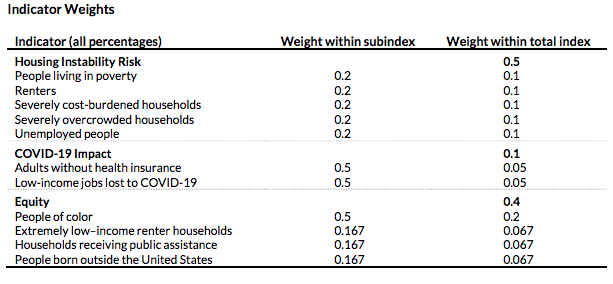 Indicator Weights
Indicator (all percentages) Weight within subindex Weight within total index
Housing Instability Risk 0.5
People living in poverty 0.2 0.1
Renters 0.2 0.1
Severely cost-burdened households 0.2 0.1
Severely overcrowded households 0.2 0.1
Unemployed people 0.2 0.1
COVID-19 Impact 0.1
Adults without health insurance 0.5 0.05
Low-income jobs lost to COVID-19 0.5 0.05
Equity 0.4
People of color 0.5 0.2
Extremely low–income renter households 0.167 0.067
Households receiving public assistance 0.167 0.067
People born outside the United States 0.167 0.067